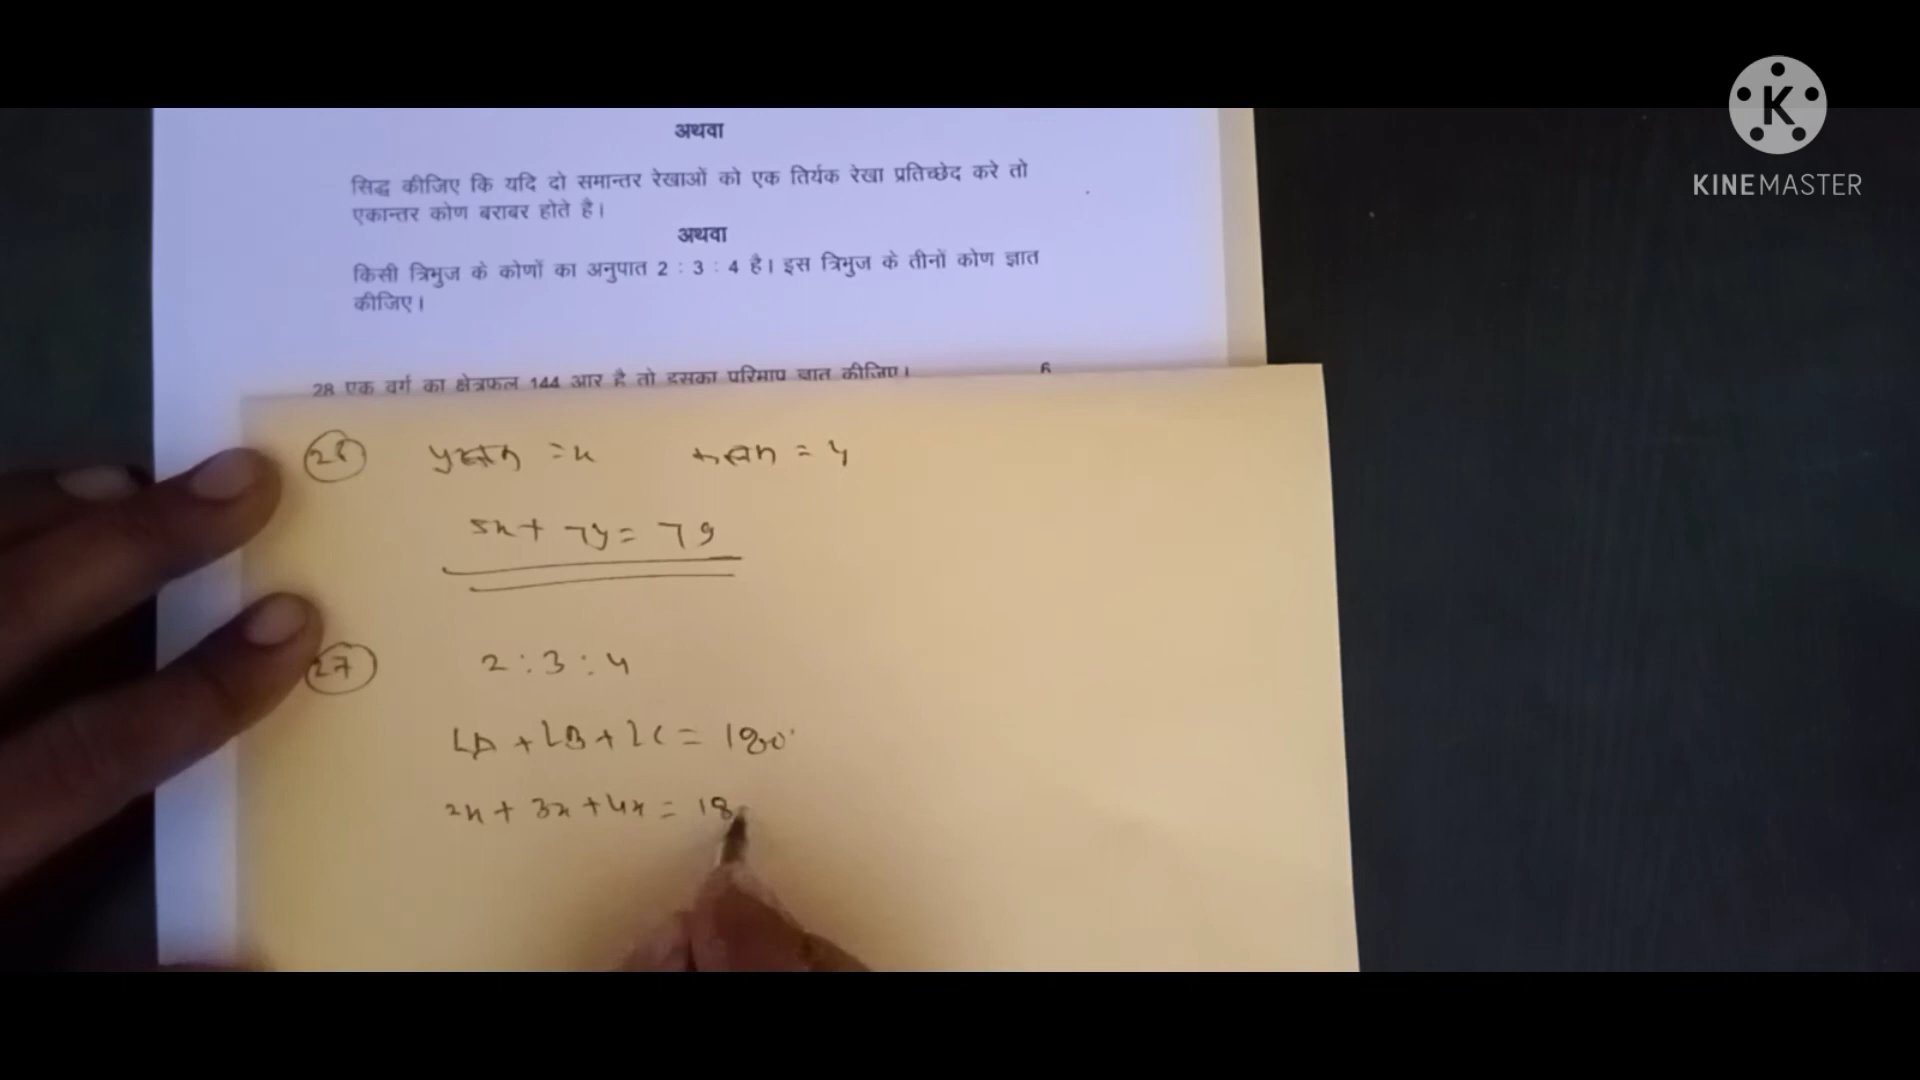 अथवा
सिद्ध कीजिए कि यदि दो समान्तर रेखाओं को एक तिर्यक रेखा प्रतिच्छेद करे तो
एकान्तर कोण बराबर होते है।
अथवा
किसी त्रिभुज के कोणों का अनुपात 2 : 3 : 4 है। इस त्रिभुज के तीनों कोण ज्ञात
कीजिए।
28 एक वर्ग का क्षेत्रफल 144 आर है तो इसका परिमाप ज्ञात कीजिए। 6
= x = y
5x + 7y = 79
27 2 : 3 : 4
∠A + ∠B + ∠C = 180°
2x + 3x + 4x = 18
K
KINEMASTER